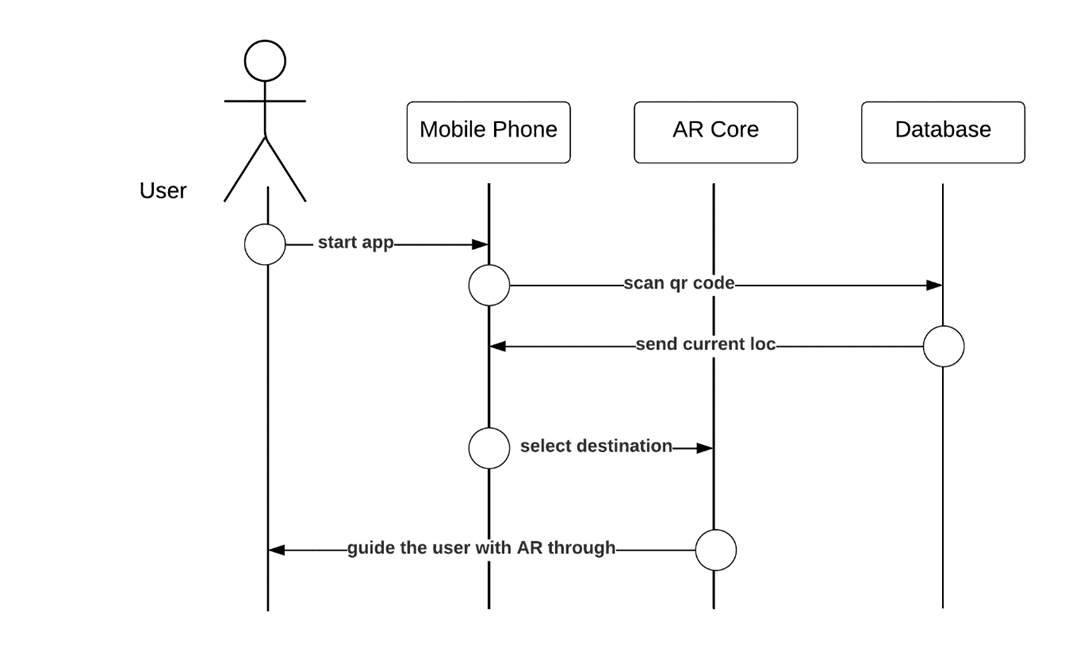 Mobile Phone
AR Core
Database
User
start app
scan qr code
send current loc
select destination
guide the user with AR through